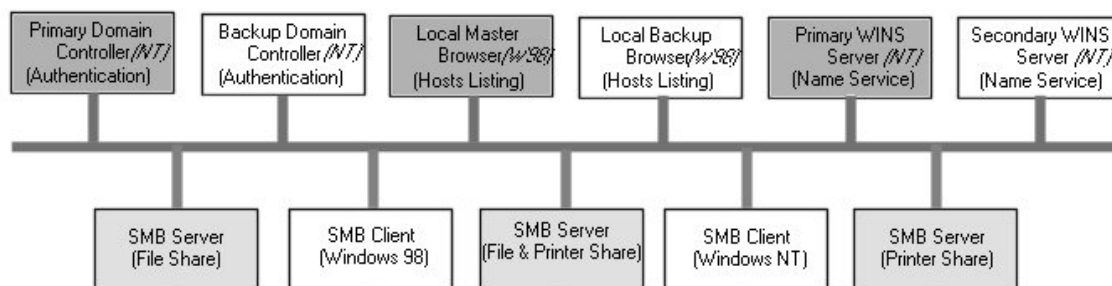 Primary Domain
Controller(NT)
(Authentication)
Backup Domain
Controller(NT)
(Authentication)
Local Master
Browser(W98)
(Hosts Listing)
Local Backup
Browser(W98)
(Hosts Listing)
Primary WINS
Server (NT)
(Name Service)
Secondary WINS
Server (NT)
(Name Service)
SMB Server
(File Share)
SMB Client
(Windows 98)
SMB Server
(File & Printer Share)
SMB Client
(Windows NT)
SMB Server
(Printer Share)